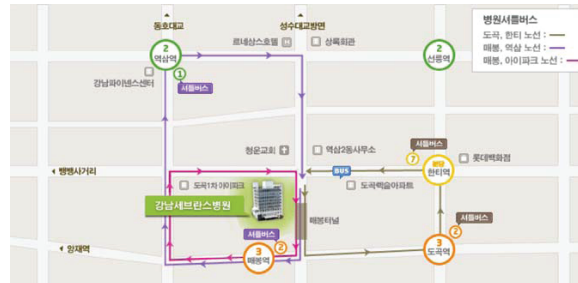 동호대교
성수대교방면
병원셔틀버스
도곡, 한티 노선 :
매봉, 역삼 노선 :
매봉, 아이파크 노선 :
르네상스호텔
상록회관
2
역삼역
2
선릉역
강남파이낸스센터
1
셔틀버스
청운교회
역삼2동사무소
셔틀버스
7
롯데백화점
한티역
BUS
뱅뱅사거리
도곡1차 아이파크
도곡렉슬아파트
강남세브란스병원
매봉터널
셔틀버스
2
셔틀버스
2
양재역
3
매봉역
3
도곡역